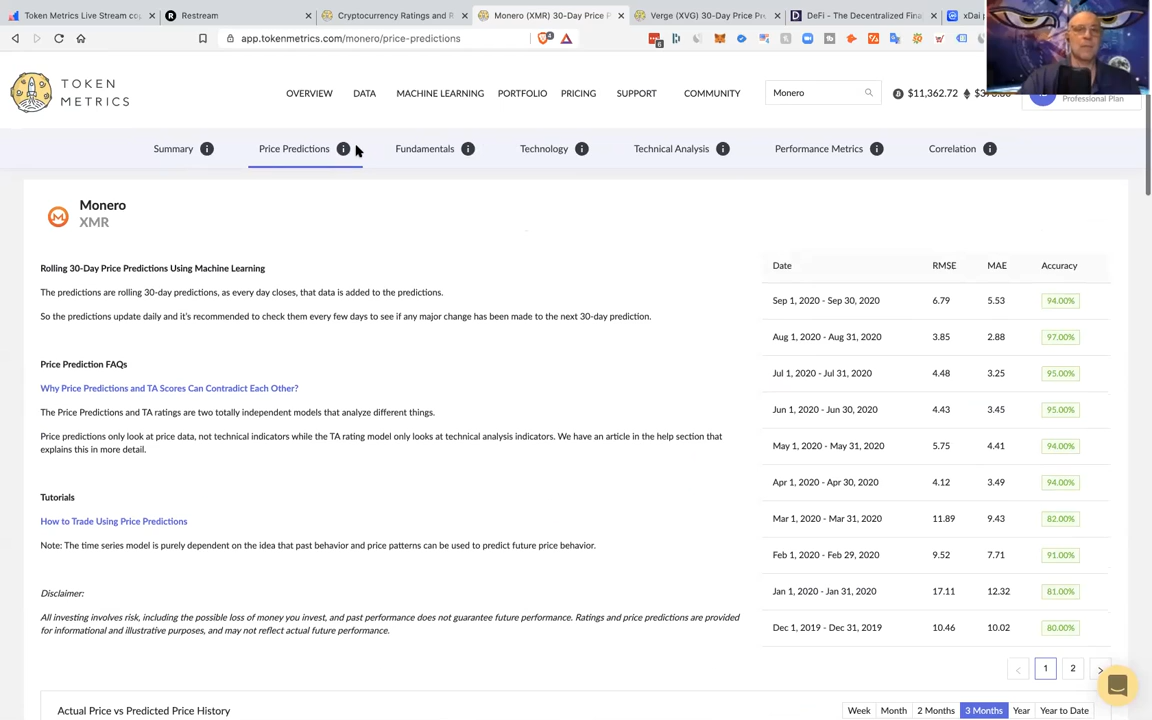 Token Metrics Live Stream co
Restream
Cryptocurrency Ratings and R
Monero (XMR) 30-Day Price P
Verge (XVG) 30-Day Price Pr
DeFi - The Decentralized Fina
xDai p
app.tokenmetrics.com/monero/price-predictions
TOKEN
METRICS
OVERVIEW
DATA
MACHINE LEARNING
PORTFOLIO
PRICING
SUPPORT
COMMUNITY
Monero
$11,362.72
Professional Plan
Summary
Price Predictions
Fundamentals
Technology
Technical Analysis
Performance Metrics
Correlation
Monero
XMR
Rolling 30-Day Price Predictions Using Machine Learning
The predictions are rolling 30-day predictions, as every day closes, that data is added to the predictions.
So the predictions update daily and it's recommended to check them every few days to see if any major change has been made to the next 30-day prediction.
Price Prediction FAQs
Why Price Predictions and TA Scores Can Contradict Each Other?
The Price Predictions and TA ratings are two totally independent models that analyze different things.
Price predictions only look at price data, not technical indicators while the TA rating model only looks at technical analysis indicators. We have an article in the help section that
explains this in more detail.
Tutorials
How to Trade Using Price Predictions
Note: The time series model is purely dependent on the idea that past behavior and price patterns can be used to predict future price behavior.
Disclaimer:
All investing involves risk, including the possible loss of money you invest, and past performance does not guarantee future performance. Ratings and price predictions are provided
for informational and illustrative purposes, and may not reflect actual future performance.
Date RMSE MAE Accuracy
Sep 1, 2020 - Sep 30, 2020 6.79 5.53 94.00%
Aug 1, 2020 - Aug 31, 2020 3.85 2.88 97.00%
Jul 1, 2020 - Jul 31, 2020 4.48 3.25 95.00%
Jun 1, 2020 - Jun 30, 2020 4.43 3.45 95.00%
May 1, 2020 - May 31, 2020 5.75 4.41 94.00%
Apr 1, 2020 - Apr 30, 2020 4.12 3.49 94.00%
Mar 1, 2020 - Mar 31, 2020 11.89 9.43 82.00%
Feb 1, 2020 - Feb 29, 2020 9.52 7.71 91.00%
Jan 1, 2020 - Jan 31, 2020 17.11 12.32 81.00%
Dec 1, 2019 - Dec 31, 2019 10.46 10.02 80.00%
1 2
Actual Price vs Predicted Price History
Week Month 2 Months 3 Months Year Year to Date